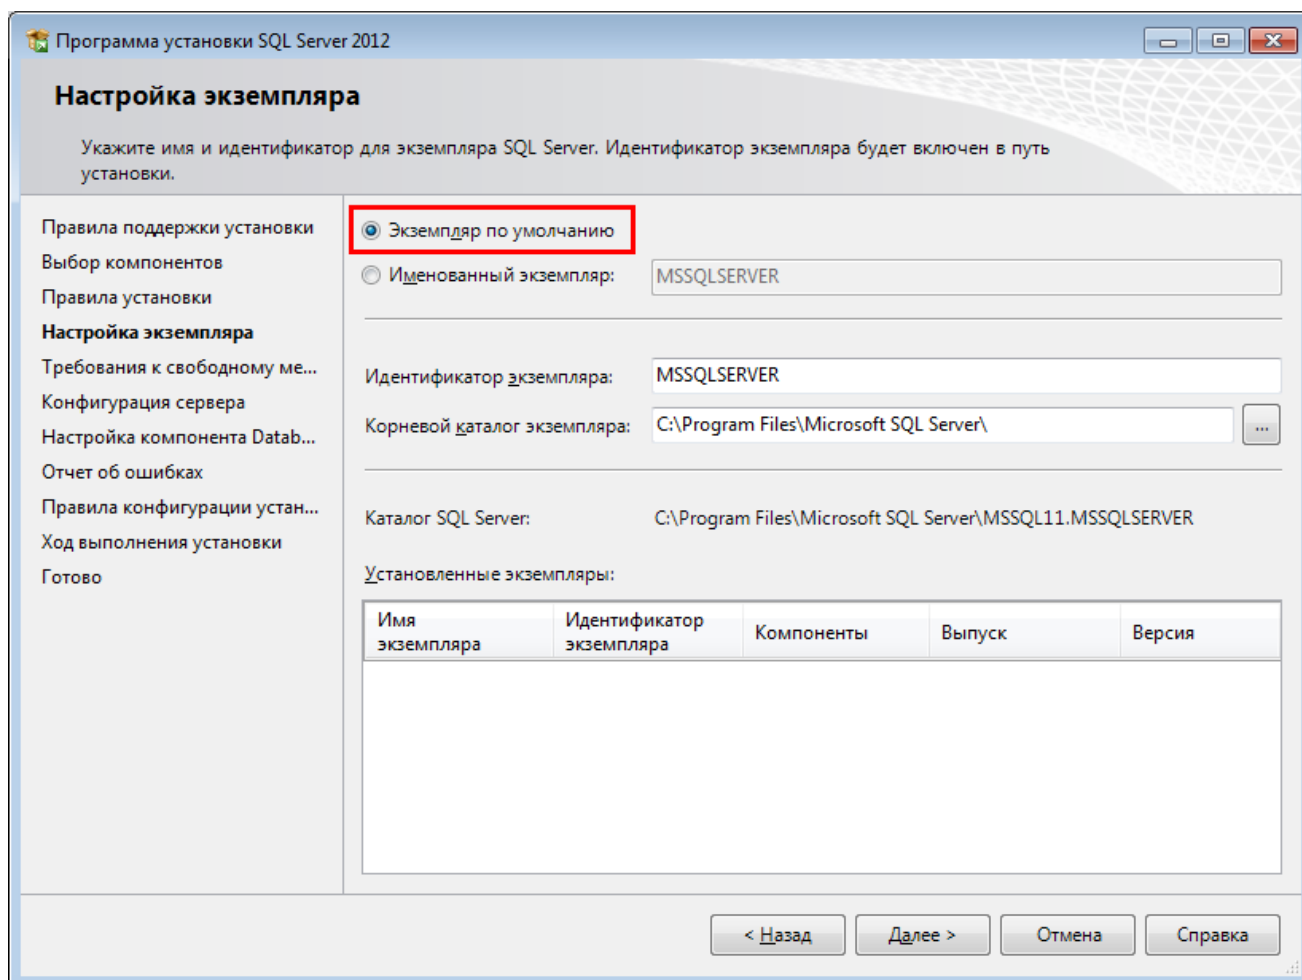 Программа установки SQL Server 2012
Настройка экземпляра
Укажите имя и идентификатор для экземпляра SQL Server. Идентификатор экземпляра будет включен в путь
установки.
Правила поддержки установки
Выбор компонентов
Правила установки
Настройка экземпляра
Требования к свободному ме...
Конфигурация сервера
Настройка компонента Datab...
Отчет об ошибках
Правила конфигурации устан...
Ход выполнения установки
Готово
Экземпляр по умолчанию
Именованный экземпляр: MSSQLSERVER
Идентификатор экземпляра: MSSQLSERVER
Корневой каталог экземпляра: C:\Program Files\Microsoft SQL Server\ ...
Каталог SQL Server: C:\Program Files\Microsoft SQL Server\MSSQL11.MSSQLSERVER
Установленные экземпляры:
Имя экземпляра
Идентификатор экземпляра
Компоненты
Выпуск
Версия
< Назад
Далее >
Отмена
Справка